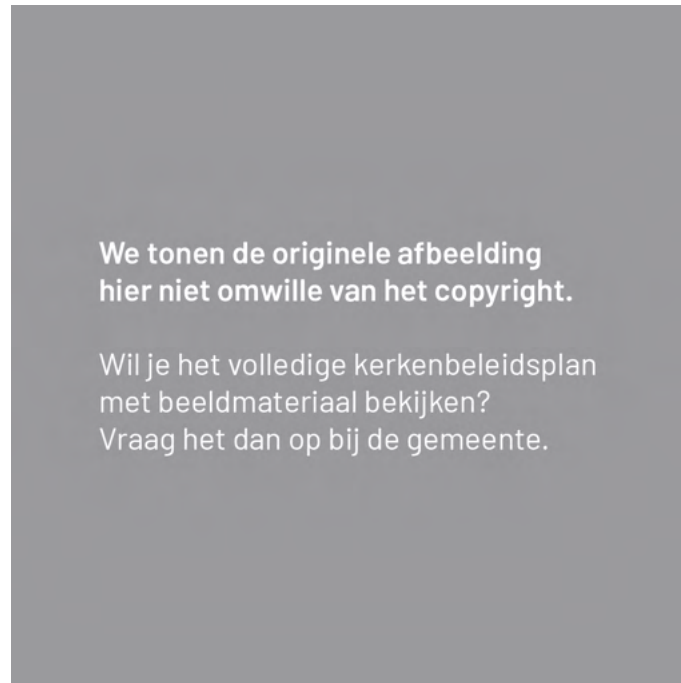 We tonen de originele afbeelding
hier niet omwille van het copyright.
Wil je het volledige kerkenbeleidsplan
met beeldmateriaal bekijken?
Vraag het dan op bij de gemeente.